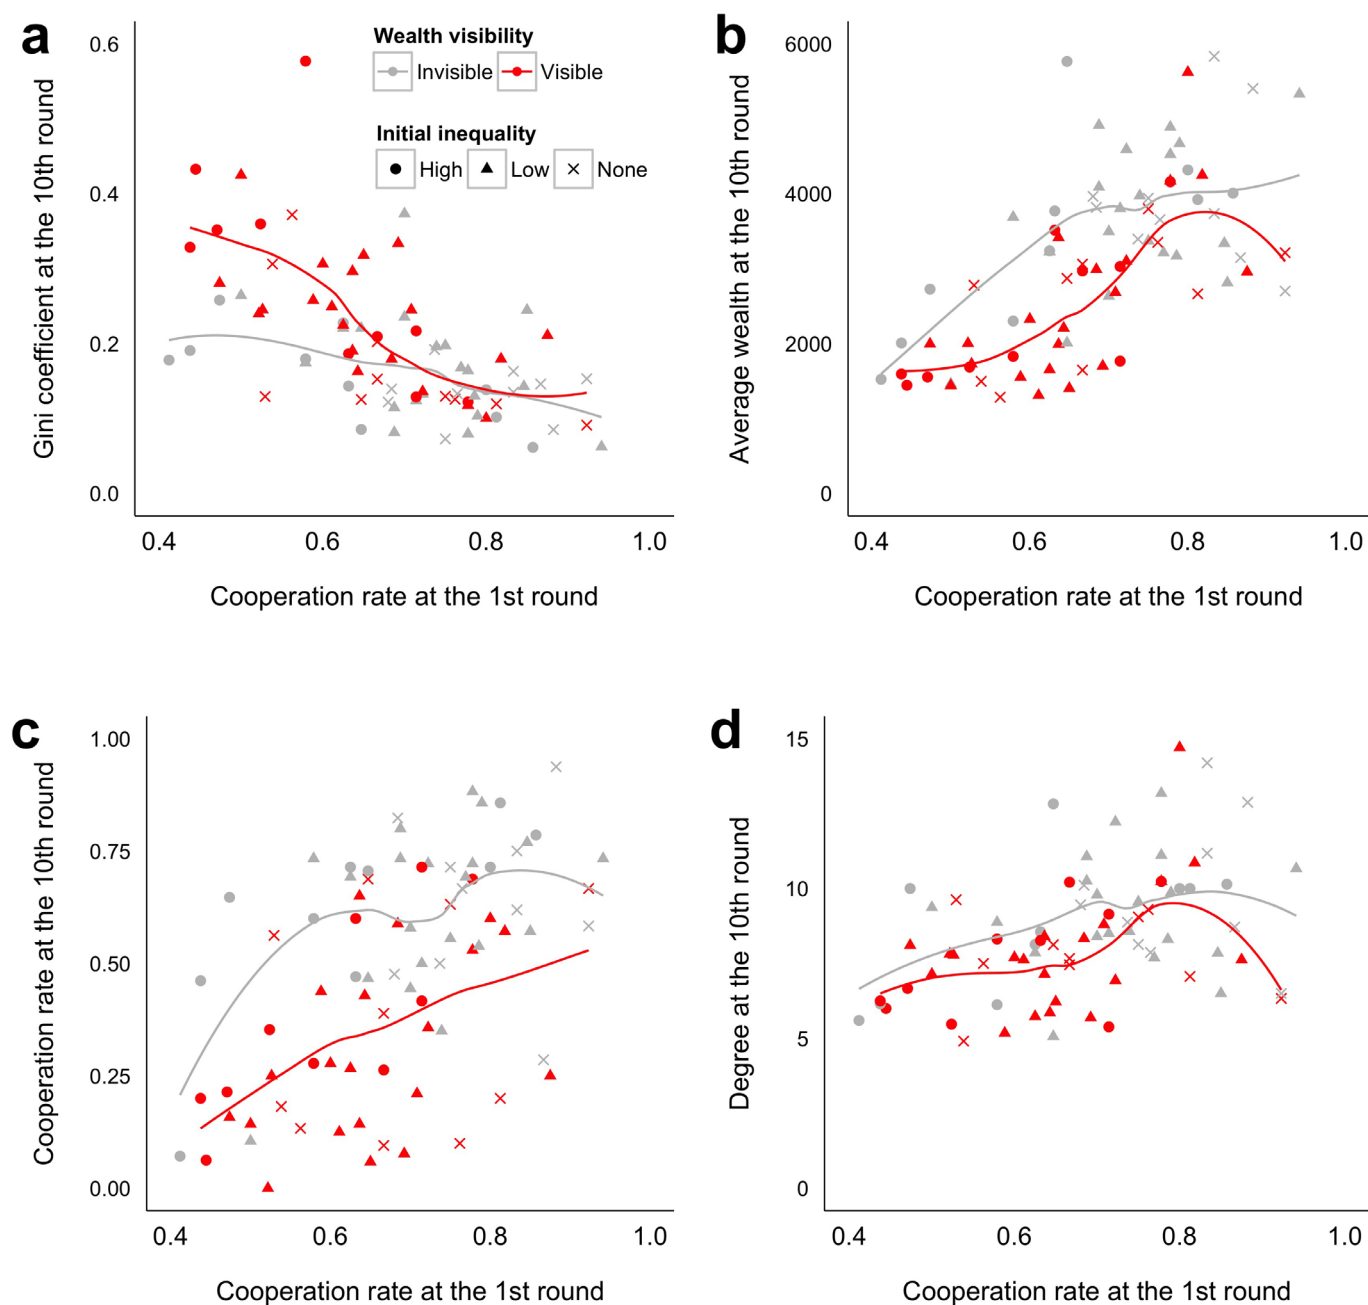 a
Gini coefficient at the 10th round
0.6
0.4
0.2
0.0
0.4 0.6 0.8 1.0
Cooperation rate at the 1st round
Wealth visibility
Invisible Visible
Initial inequality
High Low None
b
Average wealth at the 10th round
6000
4000
2000
0
0.4 0.6 0.8 1.0
Cooperation rate at the 1st round
c
Cooperation rate at the 10th round
1.00
0.75
0.50
0.25
0.00
0.4 0.6 0.8 1.0
Cooperation rate at the 1st round
d
Degree at the 10th round
15
10
5
0
0.4 0.6 0.8 1.0
Cooperation rate at the 1st round